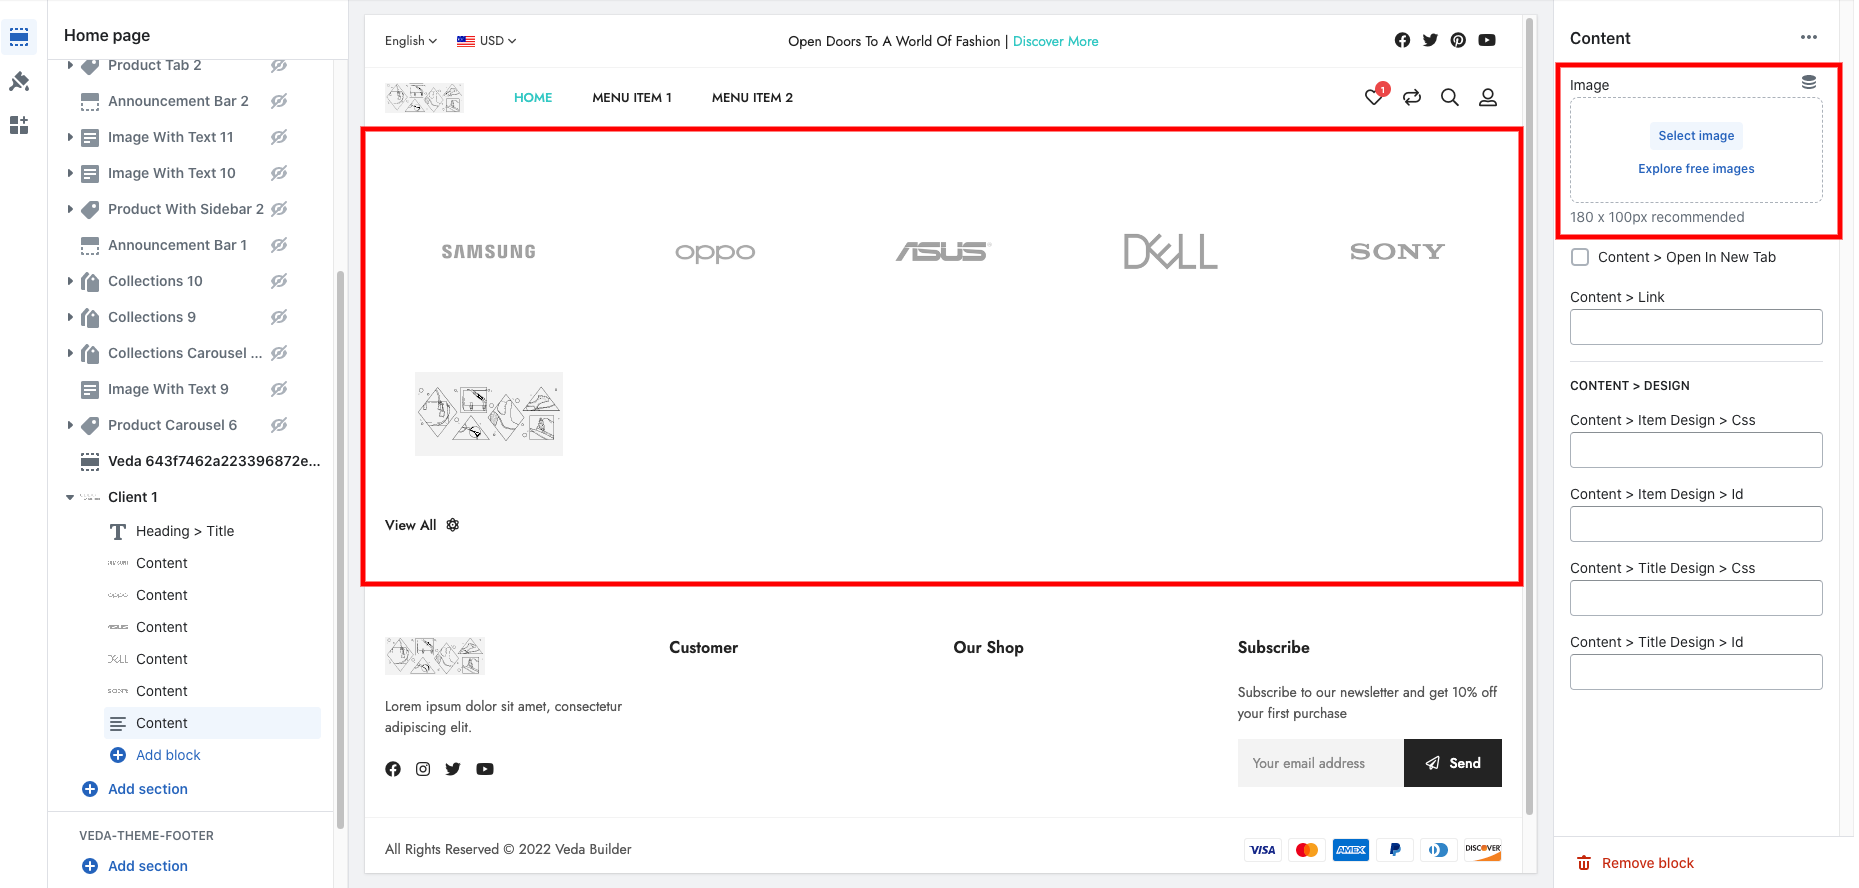 Home page
Product Tab 2
Announcement Bar 2
Image With Text 11
Image With Text 10
Product With Sidebar 2
Announcement Bar 1
Collections 10
Collections 9
Collections Carousel ...
Image With Text 9
Product Carousel 6
Veda 643f7462a223396872e...
Client 1
Heading > Title
Content
Content
Content
Content
Content
Content
Add block
Add section
VEDA-THEME-FOOTER
Add section
English USD Open Doors To A World Of Fashion | Discover More
HOME MENU ITEM 1 MENU ITEM 2 1
SAMSUNG oppo ASUS DELL SONY
View All
Customer Our Shop Subscribe
Lorem ipsum dolor sit amet, consectetur
adipiscing elit.
Subscribe to our newsletter and get 10% off
your first purchase
Your email address Send
All Rights Reserved © 2022 Veda Builder VISA AMEX DISCOVER
Content
Image
Select image
Explore free images
180 x 100px recommended
Content > Open In New Tab
Content > Link
CONTENT > DESIGN
Content > Item Design > Css
Content > Item Design > Id
Content > Title Design > Css
Content > Title Design > Id
Remove block